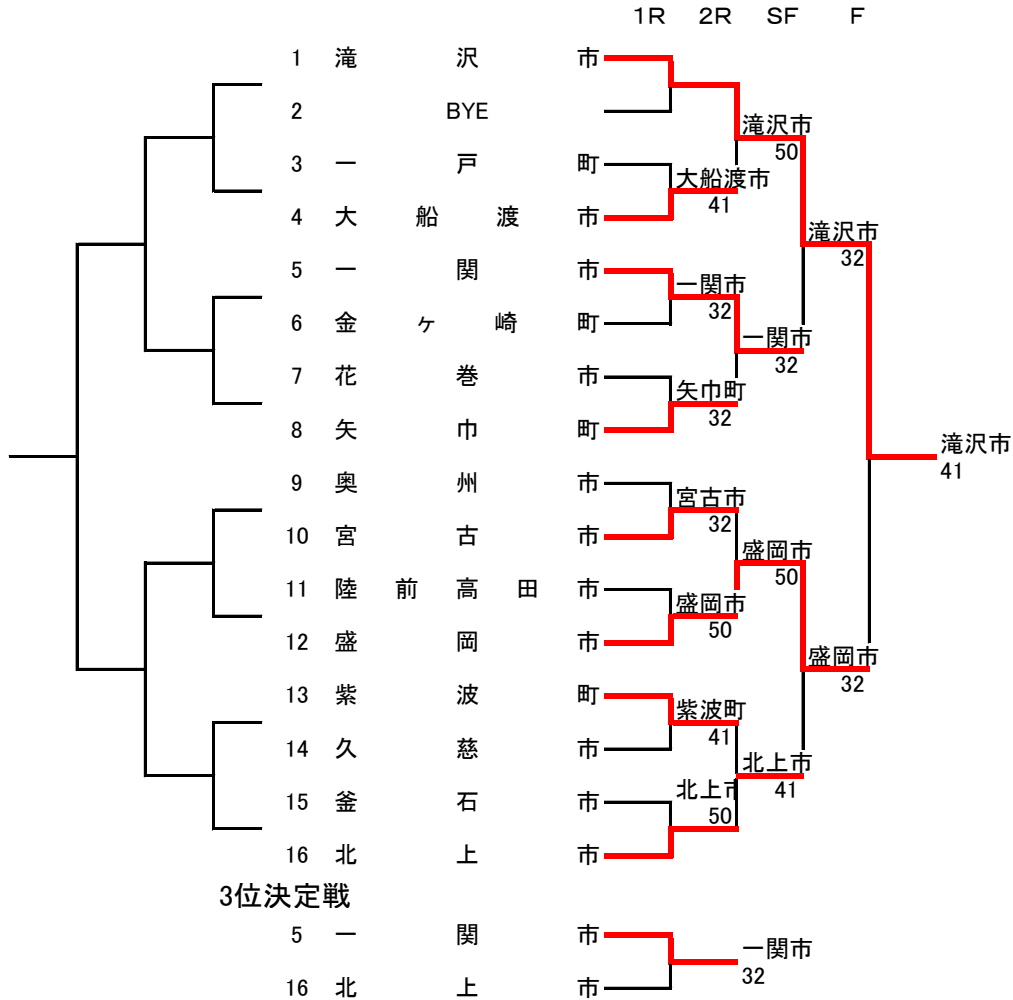 1R 2R SF F
1 滝沢市
2 BYE
滝沢市
50
3 一戸町
大船渡市
41
4 大船渡市
滝沢市
32
5 一関市
一関市
32
6 金ヶ崎町
一関市
32
7 花巻市
矢巾町
32
8 矢巾町
滝沢市
41
9 奥州市
宮古市
32
10 宮古市
盛岡市
50
11 陸前高田市
盛岡市
50
12 盛岡市
盛岡市
32
13 紫波町
紫波町
41
14 久慈市
北上市
41
15 釜石市
北上市
50
16 北上市
3位決定戦
5 一関市
一関市
32
16 北上市